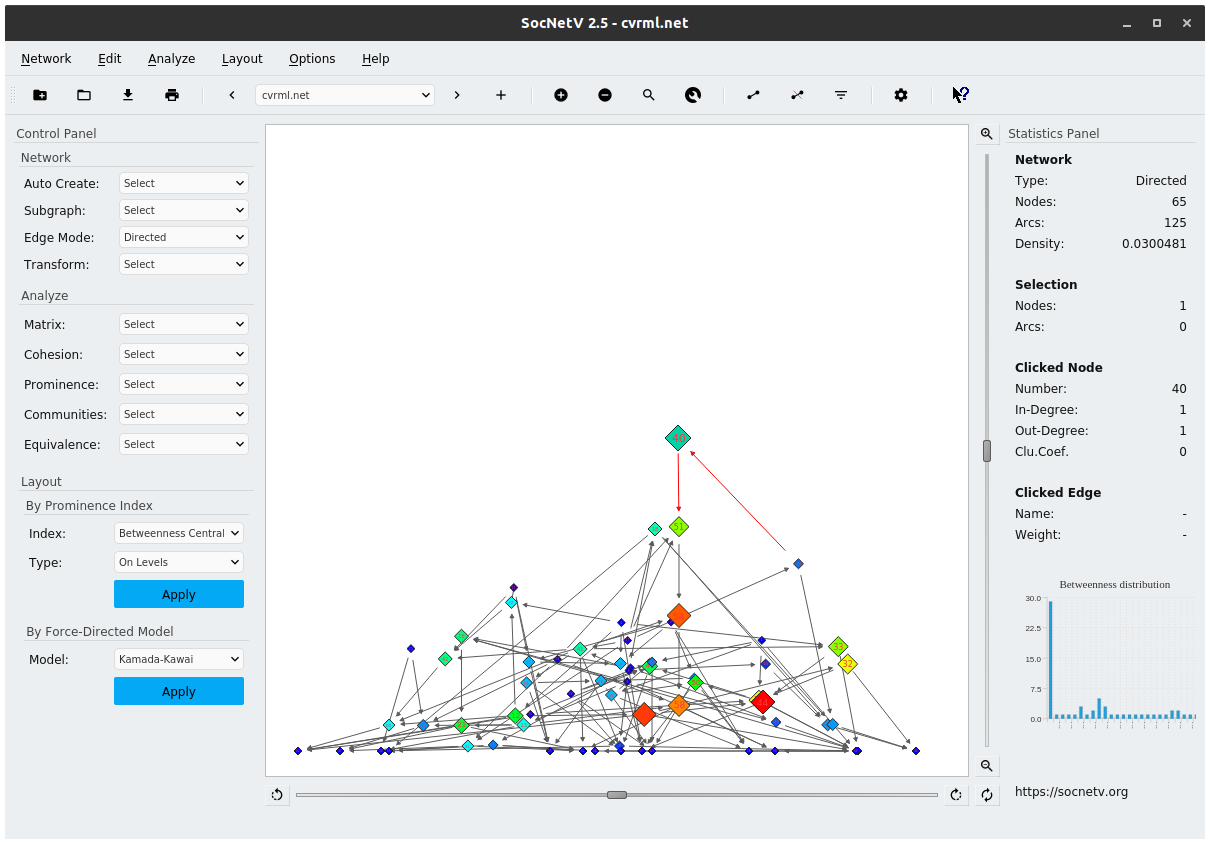 SocNetV 2.5 - cvrml.net
Network Edit Analyze Layout Options Help
cvrml.net
Control Panel
Network
Auto Create: Select
Subgraph: Select
Edge Mode: Directed
Transform: Select
Analyze
Matrix: Select
Cohesion: Select
Prominence: Select
Communities: Select
Equivalence: Select
Layout
By Prominence Index
Index: Betweenness Central
Type: On Levels
Apply
By Force-Directed Model
Model: Kamada-Kawai
Apply
40
51
33
32
50
44
Statistics Panel
Network
Type: Directed
Nodes: 65
Arcs: 125
Density: 0.0300481
Selection
Nodes: 1
Arcs: 0
Clicked Node
Number: 40
In-Degree: 1
Out-Degree: 1
Clu.Coef. 0
Clicked Edge
Name: -
Weight: -
Betweenness distribution
30.0
22.5
15.0
7.5
0.0
https://socnetv.org